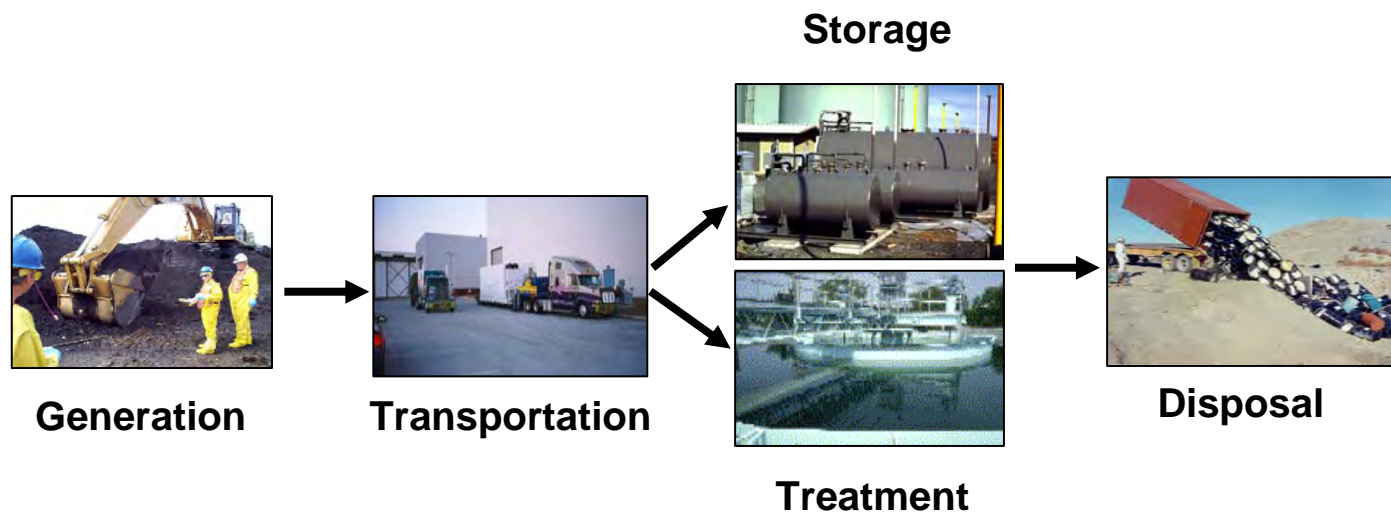 Storage
Generation
Transportation
Disposal
Treatment